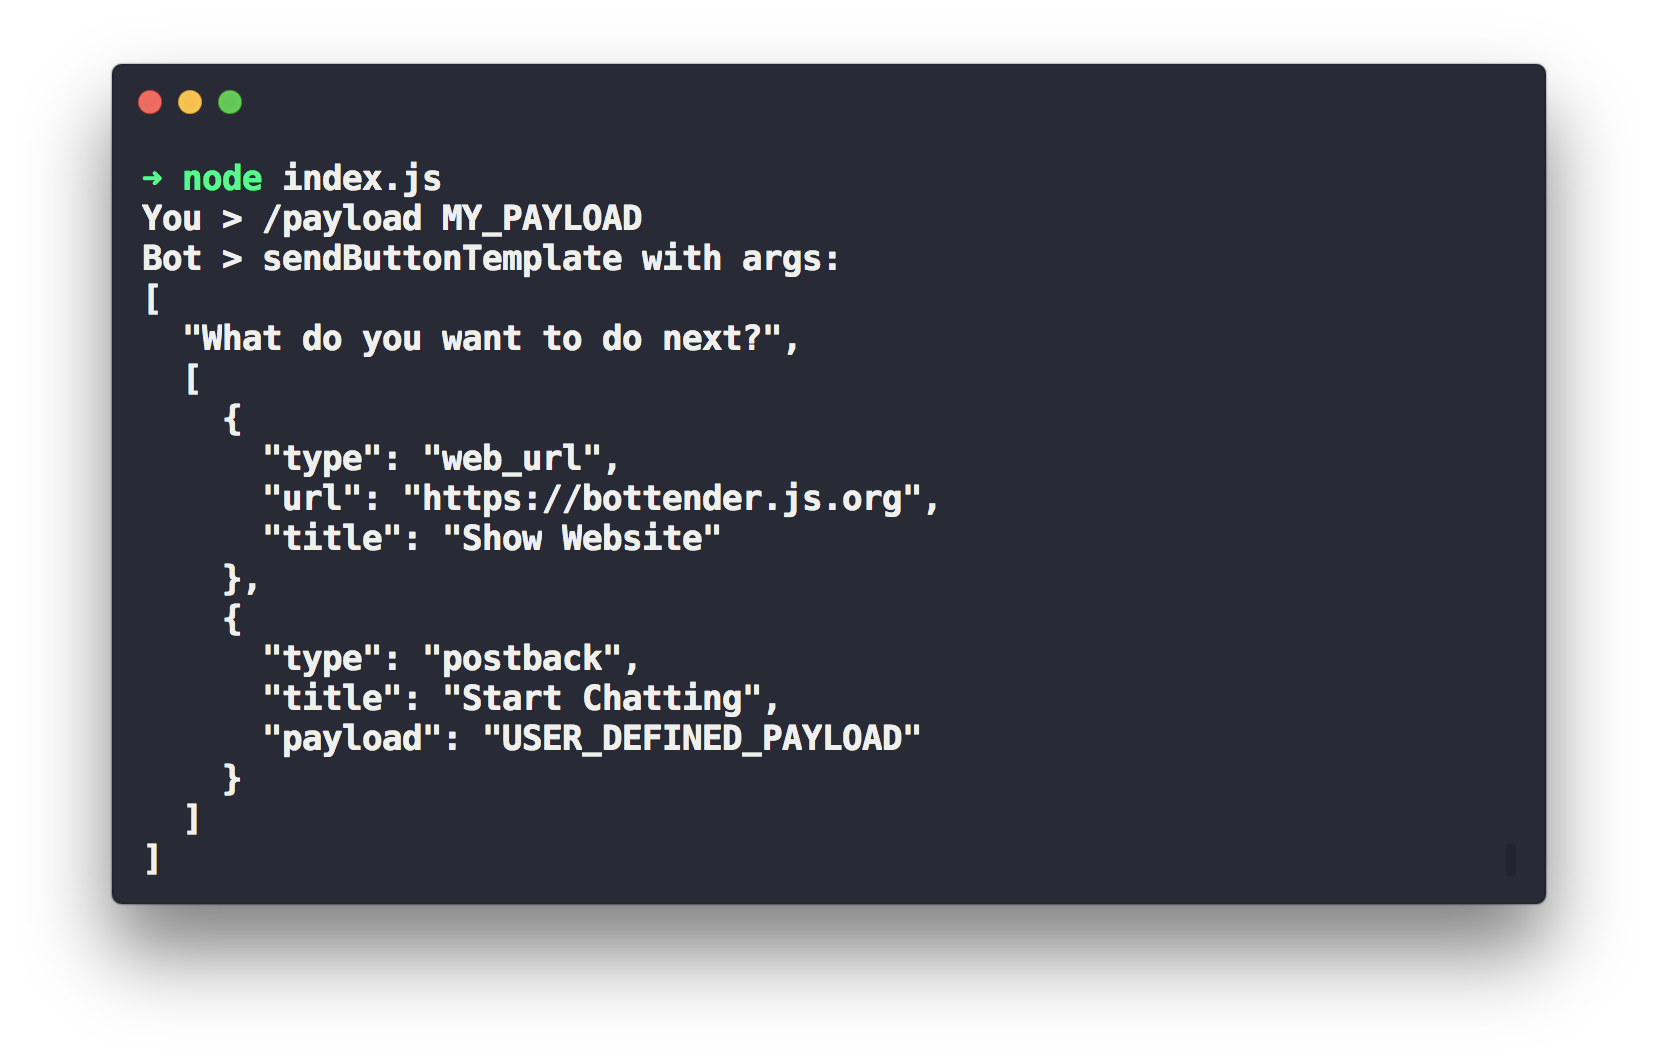 ➜ node index.js
You > /payload MY_PAYLOAD
Bot > sendButtonTemplate with args:
[
  "What do you want to do next?",
  [
    {
      "type": "web_url",
      "url": "https://bottender.js.org",
      "title": "Show Website"
    },
    {
      "type": "postback",
      "title": "Start Chatting",
      "payload": "USER_DEFINED_PAYLOAD"
    }
  ]
]